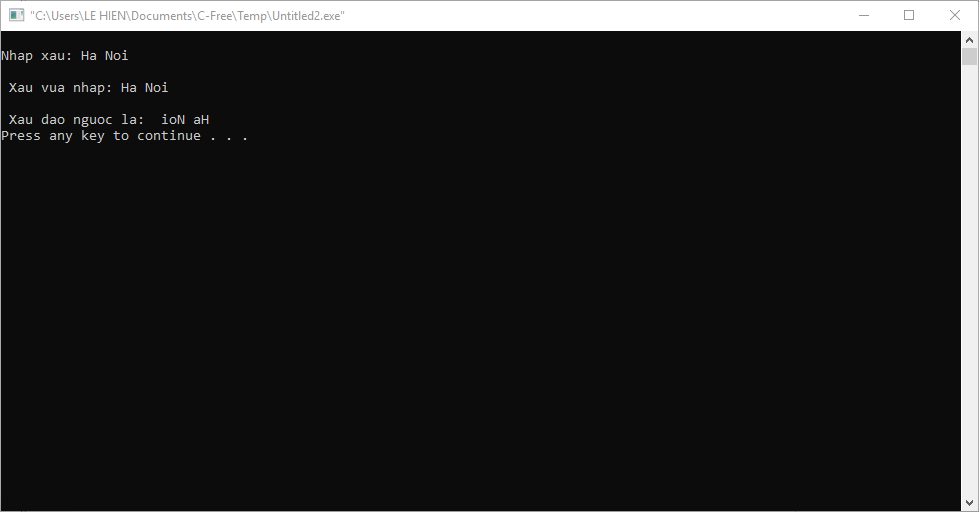 "C:\Users\LE HIEN\Documents\C-Free\Temp\Untitled2.exe"
Nhap xau: Ha Noi
Xau vua nhap: Ha Noi
Xau dao nguoc la:  ioN aH
Press any key to continue . . .